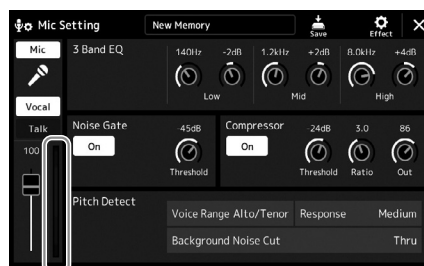 Mic Setting New Memory Save Effect
Mic 3 Band EQ 140Hz -2dB 1.2kHz +2dB 8.0kHz +4dB
Low Mid High
Vocal
Talk Noise Gate -45dB Compressor -24dB 3.0 86
100 On On
Threshold Threshold Ratio Out
Pitch Detect
Voice Range Alto/Tenor Response Medium
Background Noise Cut Thru